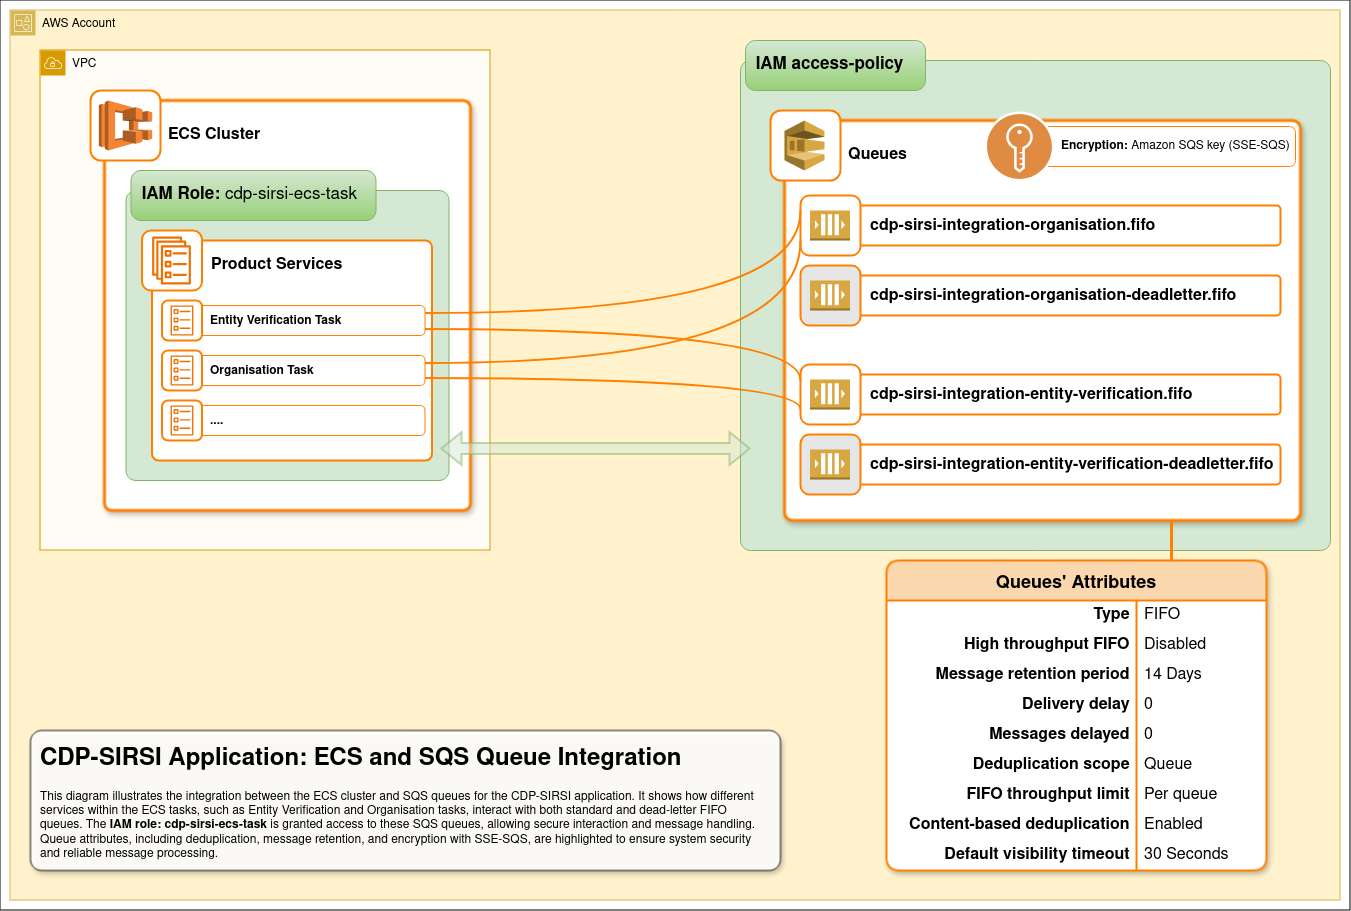 AWS Account
VPC
ECS Cluster
IAM Role: cdp-sirsi-ecs-task
Product Services
Entity Verification Task
Organisation Task
....
IAM access-policy
Queues
Encryption: Amazon SQS key (SSE-SQS)
cdp-sirsi-integration-organisation.fifo
cdp-sirsi-integration-organisation-deadletter.fifo
cdp-sirsi-integration-entity-verification.fifo
cdp-sirsi-integration-entity-verification-deadletter.fifo
Queues' Attributes
Type FIFO
High throughput FIFO Disabled
Message retention period 14 Days
Delivery delay 0
Messages delayed 0
Deduplication scope Queue
FIFO throughput limit Per queue
Content-based deduplication Enabled
Default visibility timeout 30 Seconds
CDP-SIRSI Application: ECS and SQS Queue Integration
This diagram illustrates the integration between the ECS cluster and SQS queues for the CDP-SIRSI application. It shows how different
services within the ECS tasks, such as Entity Verification and Organisation tasks, interact with both standard and dead-letter FIFO
queues. The IAM role: cdp-sirsi-ecs-task is granted access to these SQS queues, allowing secure interaction and message handling.
Queue attributes, including deduplication, message retention, and encryption with SSE-SQS, are highlighted to ensure system security
and reliable message processing.